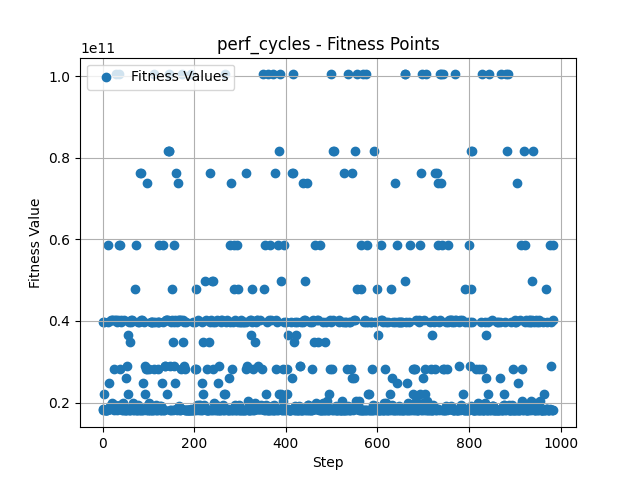 perf_cycles - Fitness Points
1e11
Fitness Values
1.0
0.8
0.6
0.4
0.2
Fitness Value
0 200 400 600 800 1000
Step